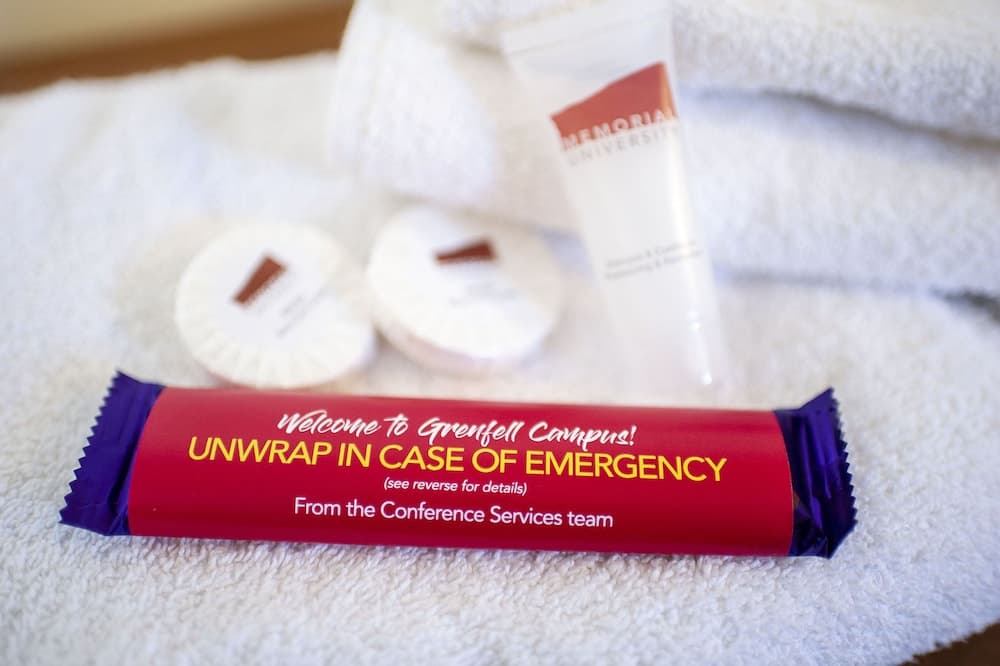 MEMORIAL
UNIVERSITY
Welcome to Grenfell Campus!
UNWRAP IN CASE OF EMERGENCY
(see reverse for details)
From the Conference Services team